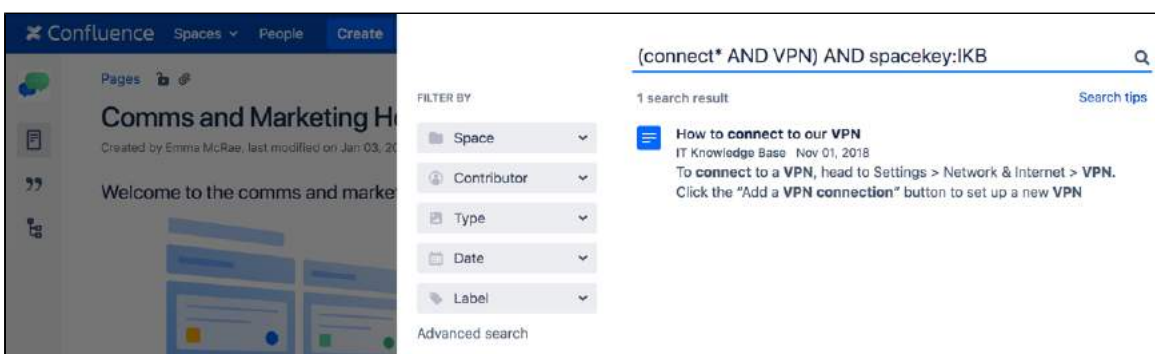 Confluence Spaces People Create
Pages
Comms and Marketing H
Created by Emma McRae, last modified on Jan 03, 20
Welcome to the comms and marke
FILTER BY
Space
Contributor
Type
Date
Label
Advanced search
(connect* AND VPN) AND spacekey:IKB
1 search result Search tips
How to connect to our VPN
IT Knowledge Base Nov 01, 2018
To connect to a VPN, head to Settings > Network & Internet > VPN.
Click the "Add a VPN connection" button to set up a new VPN